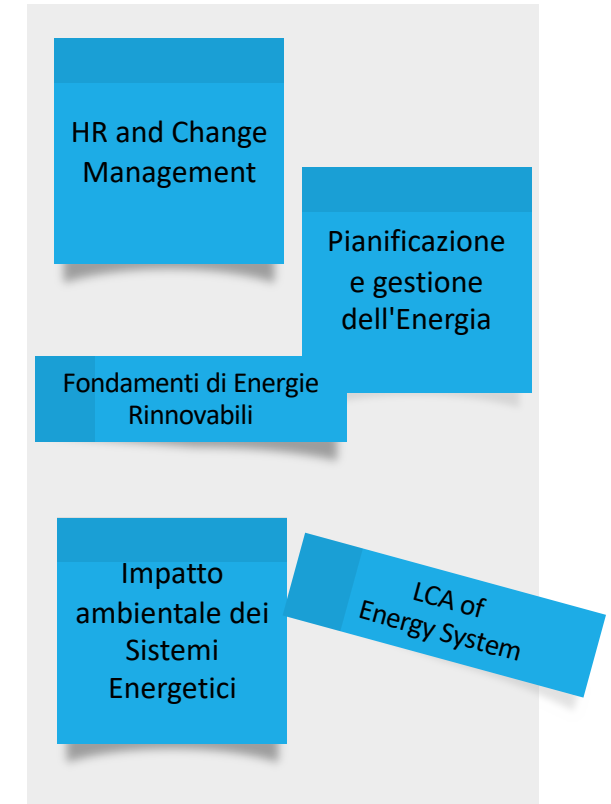 HR and Change
Management
Pianificazione
e gestione
dell'Energia
Fondamenti di Energie
Rinnovabili
Impatto
ambientale dei
Sistemi
Energetici
LCA of
Energy System